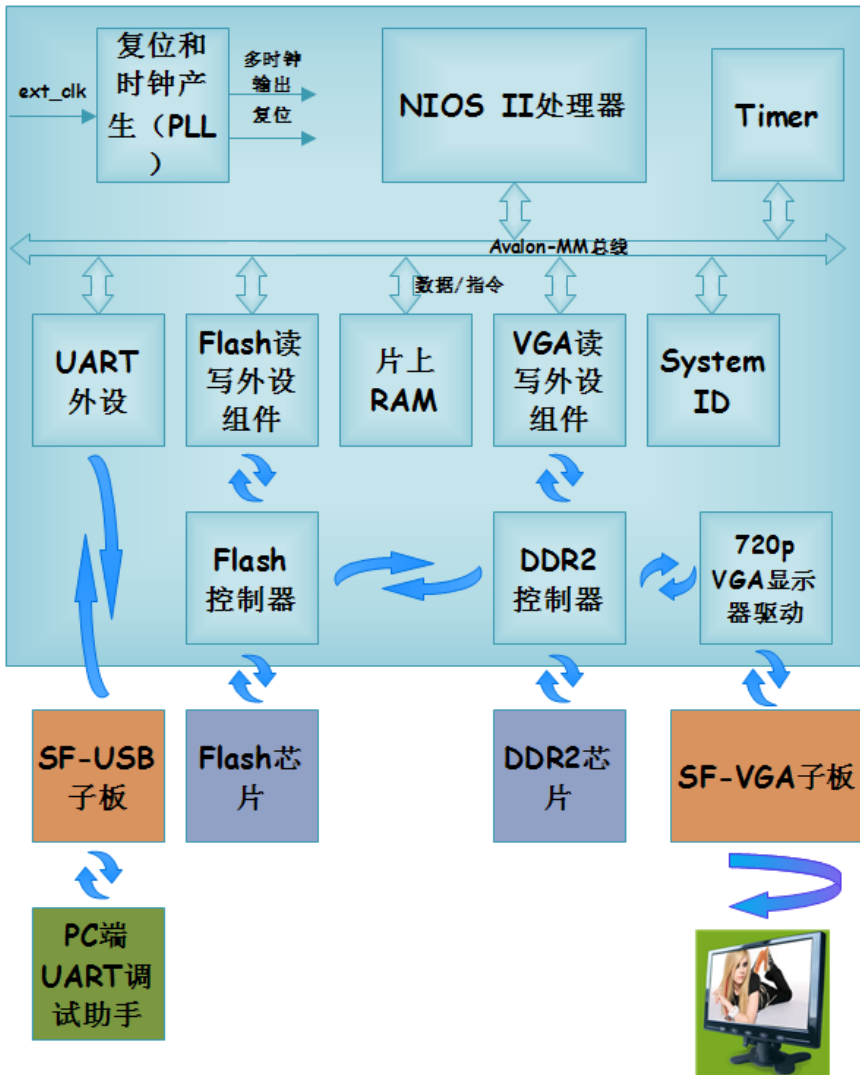 ext_clk
复位和
时钟产
生（PLL
）
多时钟
输出
复位
NIOS II处理器
Timer
Avalon-MM总线
数据/指令
UART
外设
Flash读
写外设
组件
片上
RAM
VGA读
写外设
组件
System
ID
Flash
控制器
DDR2
控制器
720p
VGA显示
器驱动
SF-USB
子板
Flash芯
片
DDR2芯
片
SF-VGA子板
PC端
UART调
试助手